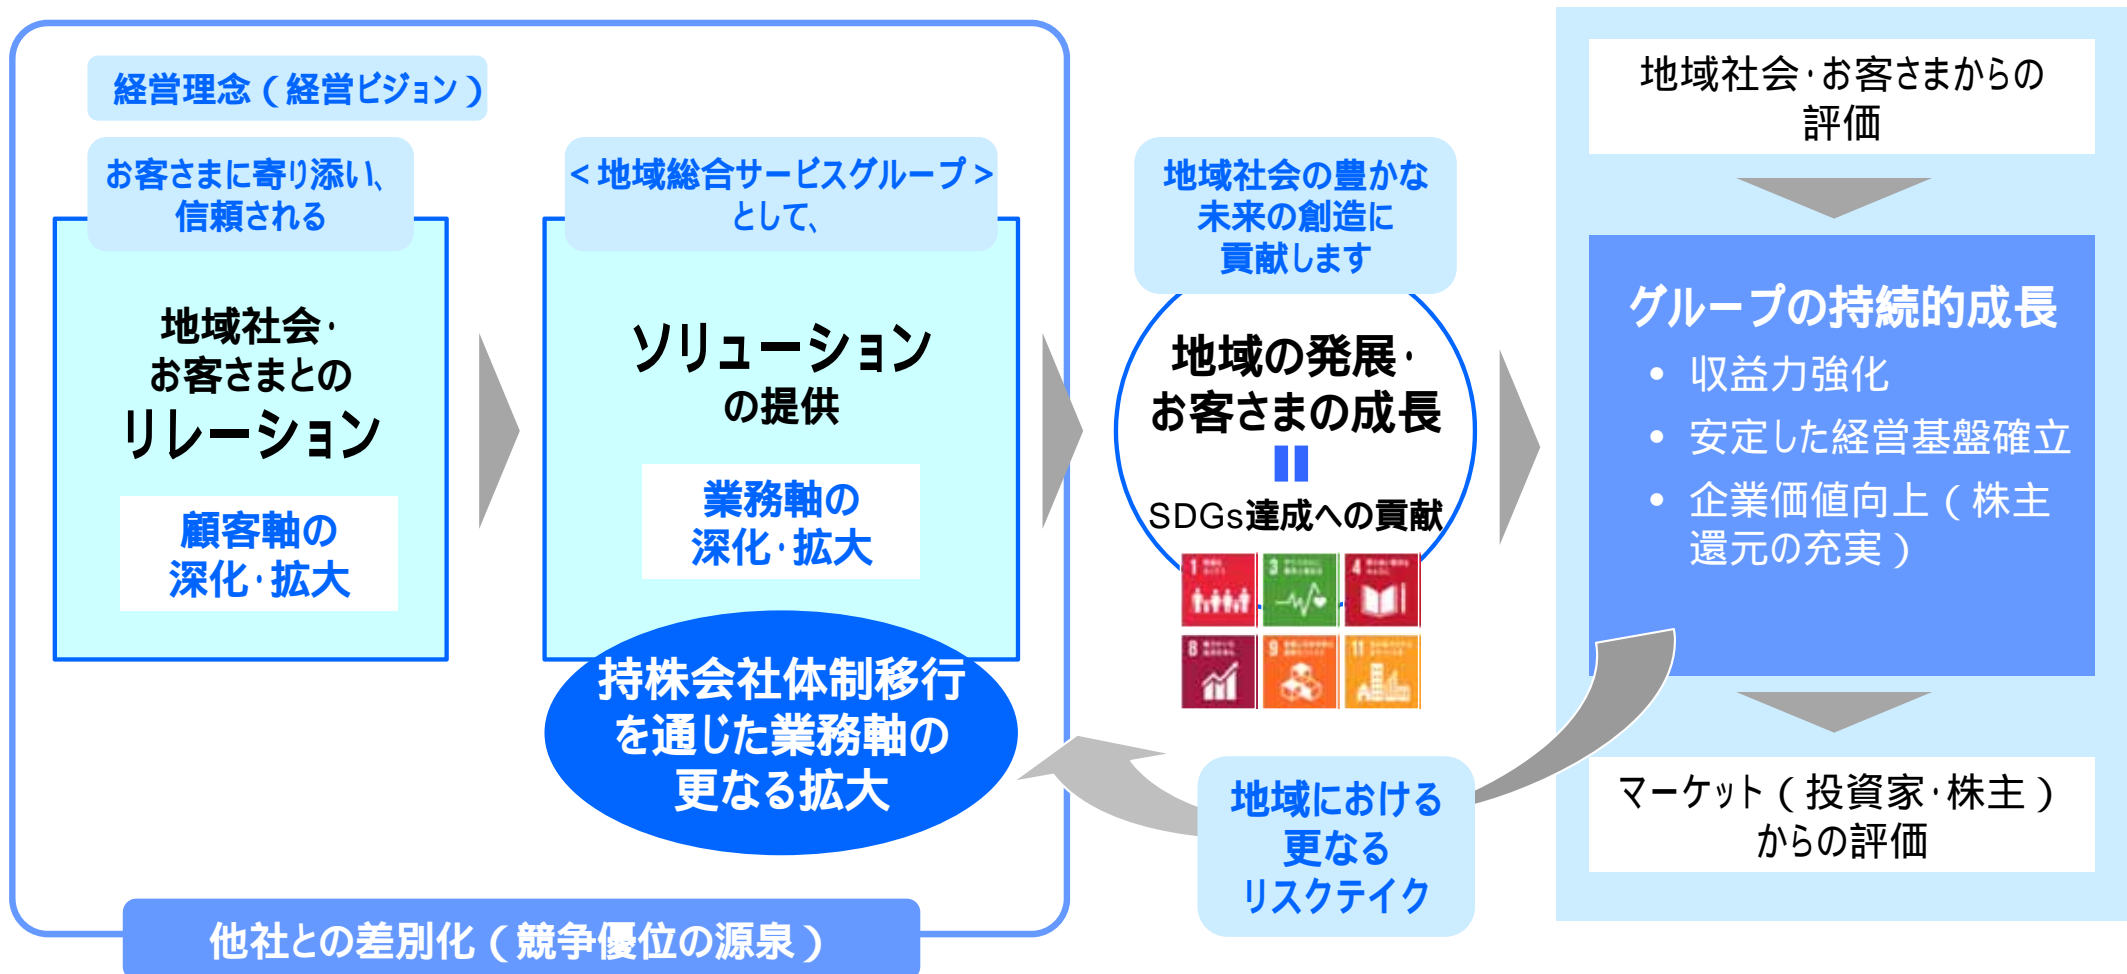 経営理念(経営ビジョン)
お客さまに寄り添い、
信頼される
地域社会・
お客さまとの
リレーション
顧客軸の
深化・拡大
<地域総合サービスグループ>
として、
ソリューション
の提供
業務軸の
深化・拡大
持株会社体制移行
を通じた業務軸の
更なる拡大
他社との差別化(競争優位の源泉)
地域社会の豊かな
未来の創造に
貢献します
地域の発展・
お客さまの成長
SDGs達成への貢献
1
3
4
8
9
11
地域における
更なる
リスクテイク
地域社会・お客さまからの
評価
グループの持続的成長
• 収益力強化
• 安定した経営基盤確立
• 企業価値向上(株主
還元の充実)
マーケット(投資家・株主)
からの評価